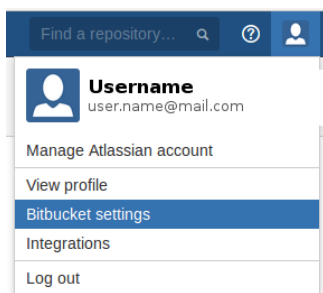 Find a repository...
Username
user.name@mail.com
Manage Atlassian account
View profile
Bitbucket settings
Integrations
Log out